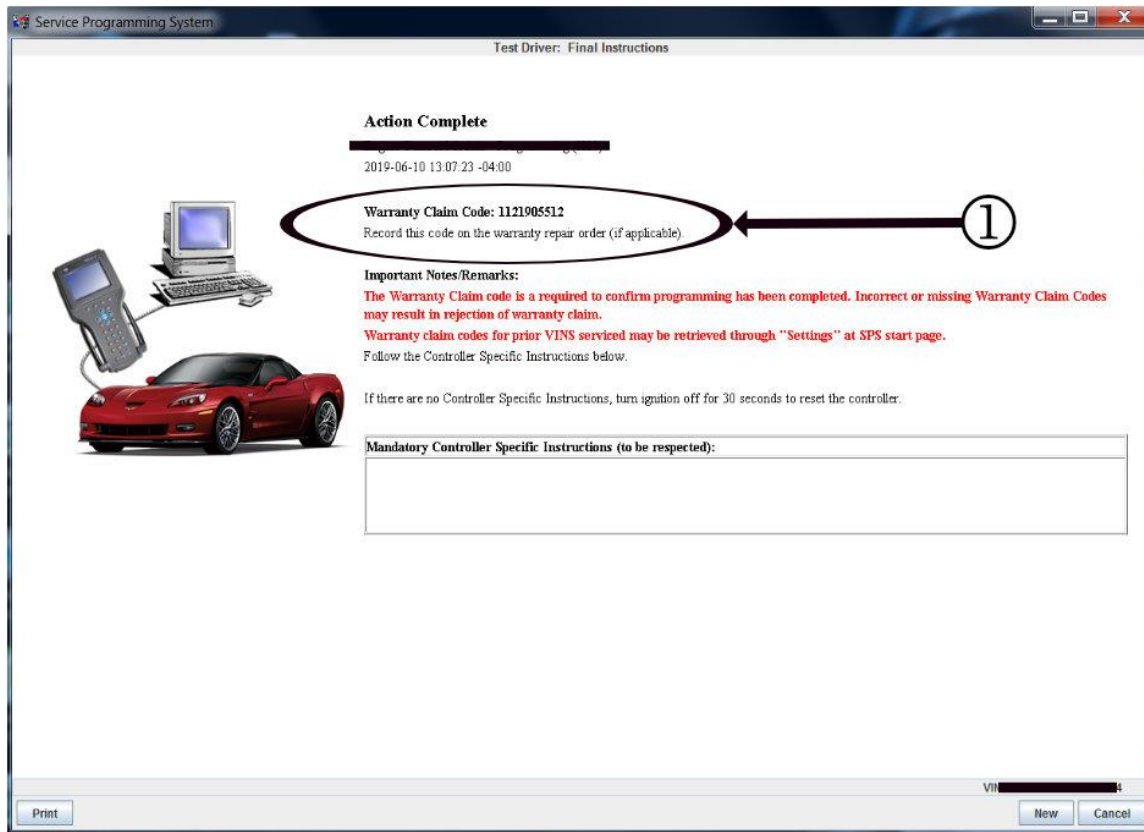 Service Programming System
Test Driver: Final Instructions
Action Complete
2019-06-10 13:07:23 -04:00
Warranty Claim Code: 1121905512
Record this code on the warranty repair order (if applicable).
1
Important Notes/Remarks:
The Warranty Claim code is a required to confirm programming has been completed. Incorrect or missing Warranty Claim Codes
may result in rejection of warranty claim.
Warranty claim codes for prior VINS serviced may be retrieved through "Settings" at SPS start page.
Follow the Controller Specific Instructions below.
If there are no Controller Specific Instructions, turn ignition off for 30 seconds to reset the controller.
Mandatory Controller Specific Instructions (to be respected):
4
Print
New
Cancel